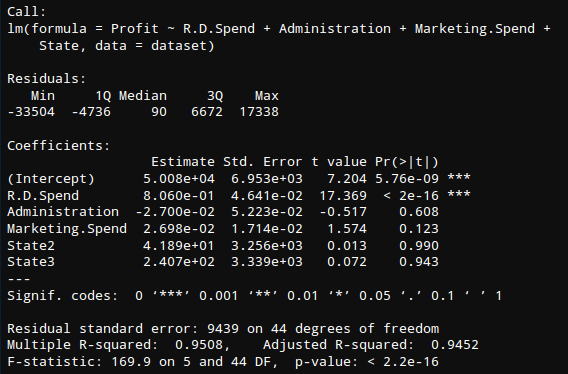 Call:
lm(formula = Profit ~ R.D.Spend + Administration + Marketing.Spend +
    State, data = dataset)

Residuals:
   Min     1Q Median     3Q    Max
-33504  -4736     90   6672  17338

Coefficients:
                  Estimate Std. Error t value Pr(>|t|)
(Intercept)      5.008e+04  6.953e+03   7.204 5.76e-09 ***
R.D.Spend        8.060e-01  4.641e-02  17.369  < 2e-16 ***
Administration  -2.700e-02  5.223e-02  -0.517    0.608
Marketing.Spend  2.698e-02  1.714e-02   1.574    0.123
State2           4.189e+01  3.256e+03   0.013    0.990
State3           2.407e+02  3.339e+03   0.072    0.943
---
Signif. codes:  0 ‘***’ 0.001 ‘**’ 0.01 ‘*’ 0.05 ‘.’ 0.1 ‘ ’ 1

Residual standard error: 9439 on 44 degrees of freedom
Multiple R-squared:  0.9508,    Adjusted R-squared:  0.9452
F-statistic: 169.9 on 5 and 44 DF,  p-value: < 2.2e-16